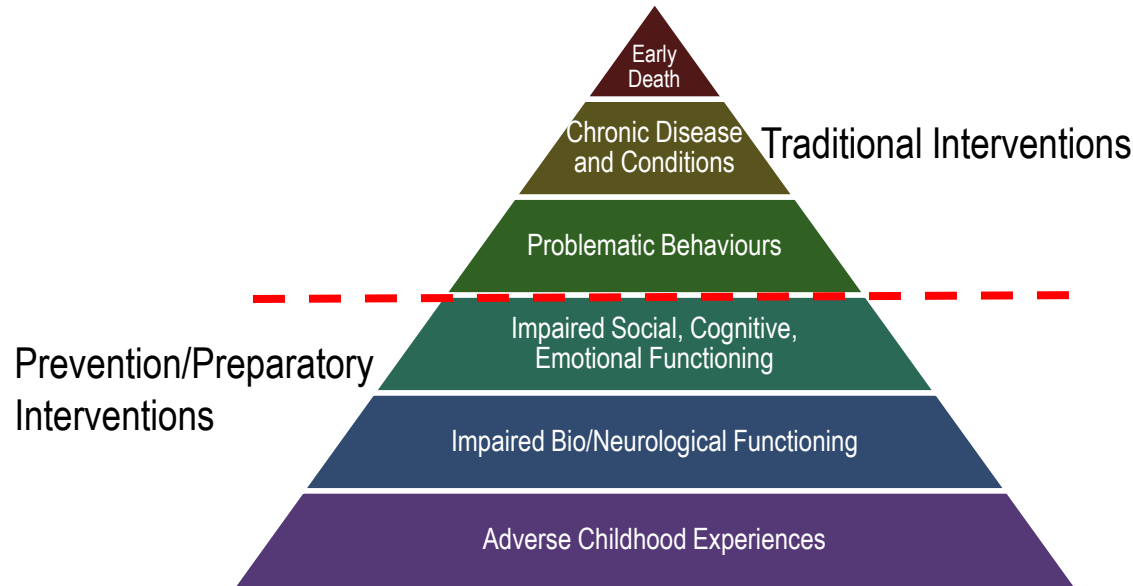 Early
Death
Chronic Disease
and Conditions
Traditional Interventions
Problematic Behaviours
Impaired Social, Cognitive,
Emotional Functioning
Prevention/Preparatory
Interventions
Impaired Bio/Neurological Functioning
Adverse Childhood Experiences